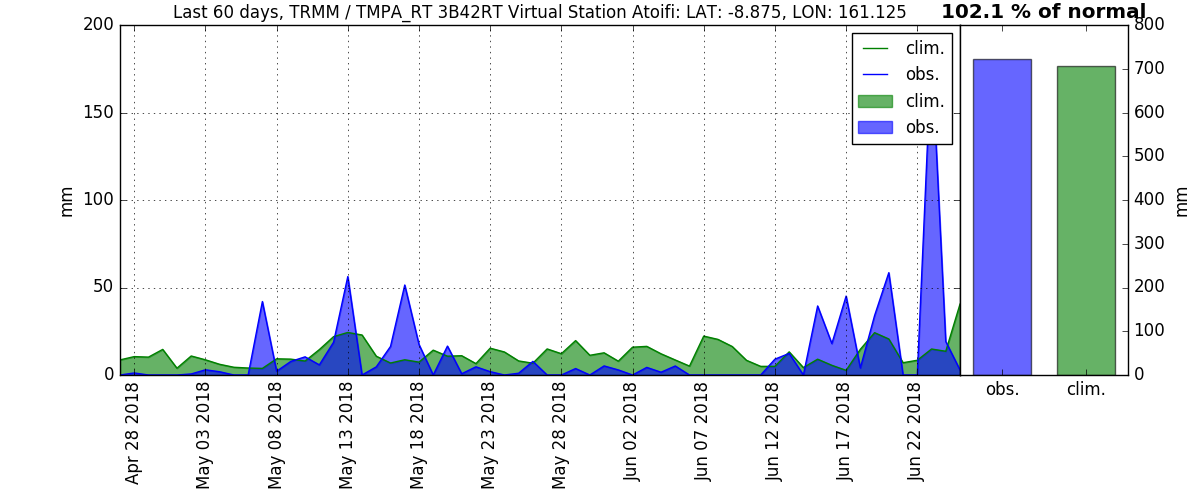 Last 60 days, TRMM / TMPA_RT 3B42RT Virtual Station Atoifi: LAT: -8.875, LON: 161.125
102.1 % of normal
200
150
100
50
0
mm
clim.
obs.
clim.
obs.
800
700
600
500
400
300
200
100
0
mm
Apr 28 2018
May 03 2018
May 08 2018
May 13 2018
May 18 2018
May 23 2018
May 28 2018
Jun 02 2018
Jun 07 2018
Jun 12 2018
Jun 17 2018
Jun 22 2018
obs.
clim.